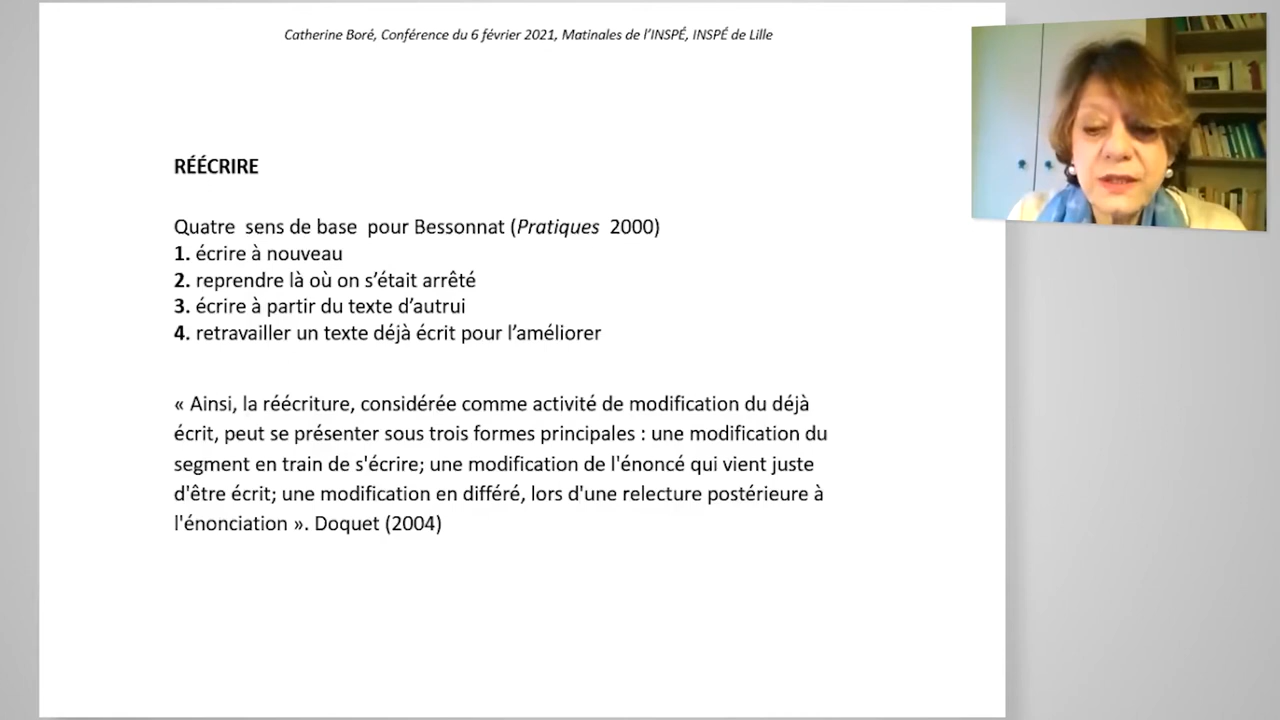 Catherine Boré, Conférence du 6 février 2021, Matinales de l'INSPÉ, INSPÉ de Lille
RÉÉCRIRE
Quatre sens de base pour Bessonnat (Pratiques 2000)
1. écrire à nouveau
2. reprendre là où on s'était arrêté
3. écrire à partir du texte d'autrui
4. retravailler un texte déjà écrit pour l'améliorer
« Ainsi, la réécriture, considérée comme activité de modification du déjà
écrit, peut se présenter sous trois formes principales : une modification du
segment en train de s'écrire; une modification de l'énoncé qui vient juste
d'être écrit; une modification en différé, lors d'une relecture postérieure à
l'énonciation ». Doquet (2004)